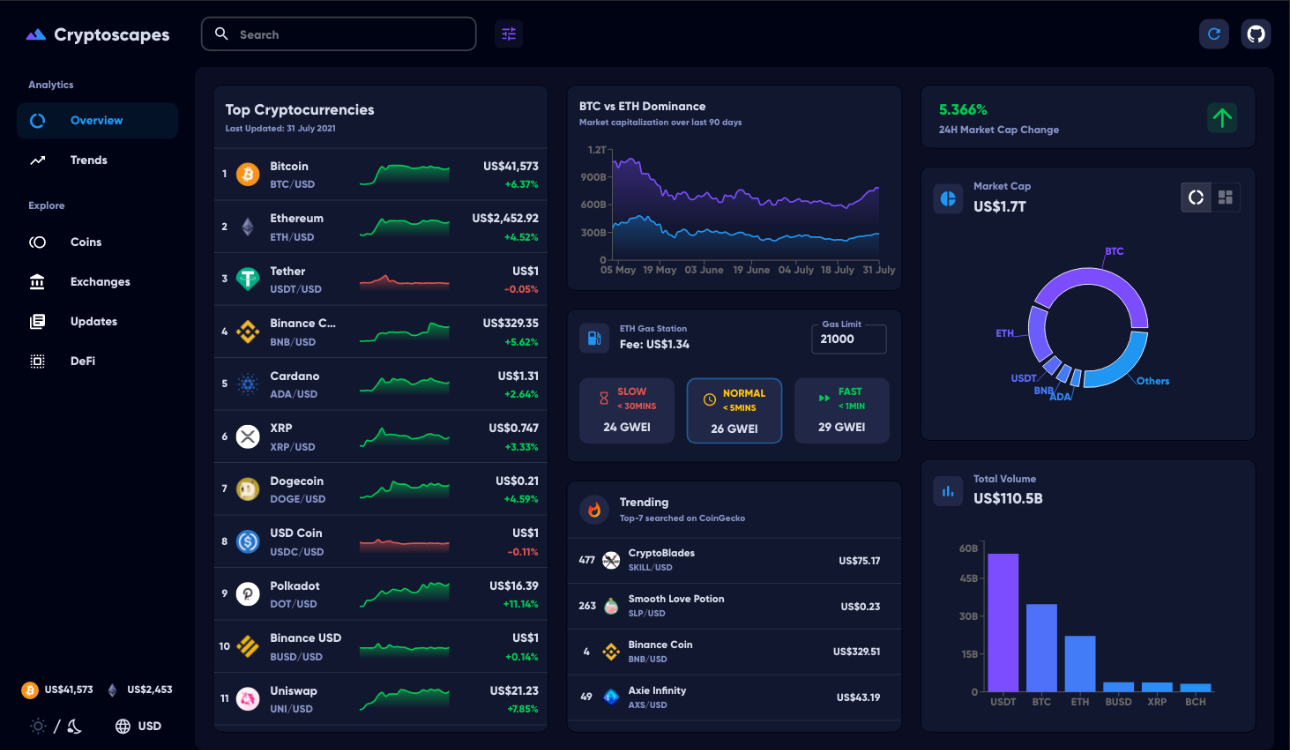 Cryptoscapes
Search
Analytics
Overview
Trends
Explore
Coins
Exchanges
Updates
DeFi
US$41,573
US$2,453
/
USD
Top Cryptocurrencies
Last Updated: 31 July 2021
1
Bitcoin
US$41,573
BTC/USD
+6.37%
2
Ethereum
US$2,452.92
ETH/USD
+4.52%
3
Tether
US$1
USDT/USD
-0.05%
4
Binance C...
US$329.35
BNB/USD
+5.62%
5
Cardano
US$1.31
ADA/USD
+2.64%
6
XRP
US$0.747
XRP/USD
+3.33%
7
Dogecoin
US$0.21
DOGE/USD
+4.59%
8
USD Coin
US$1
USDC/USD
-0.11%
9
Polkadot
US$16.39
DOT/USD
+11.14%
10
Binance USD
US$1
BUSD/USD
+0.14%
11
Uniswap
US$21.23
UNI/USD
+7.85%
BTC vs ETH Dominance
Market capitalization over last 90 days
1.2T
900B
600B
300B
0
05 May 19 May 03 June 19 June 04 July 18 July 31 July
ETH Gas Station
Fee: US$1.34
Gas Limit
21000
SLOW
< 30MINS
24 GWEI
NORMAL
< 5MINS
26 GWEI
FAST
< 1MIN
29 GWEI
Trending
Top-7 searched on CoinGecko
477
CryptoBlades
SKILL/USD
US$75.17
263
Smooth Love Potion
SLP/USD
US$0.23
4
Binance Coin
BNB/USD
US$329.51
49
Axie Infinity
AXS/USD
US$43.19
5.366%
24H Market Cap Change
Market Cap
US$1.7T
BTC
ETH
USDT
BNB
ADA
Others
Total Volume
US$110.5B
60B
45B
30B
15B
0
USDT BTC ETH BUSD XRP BCH